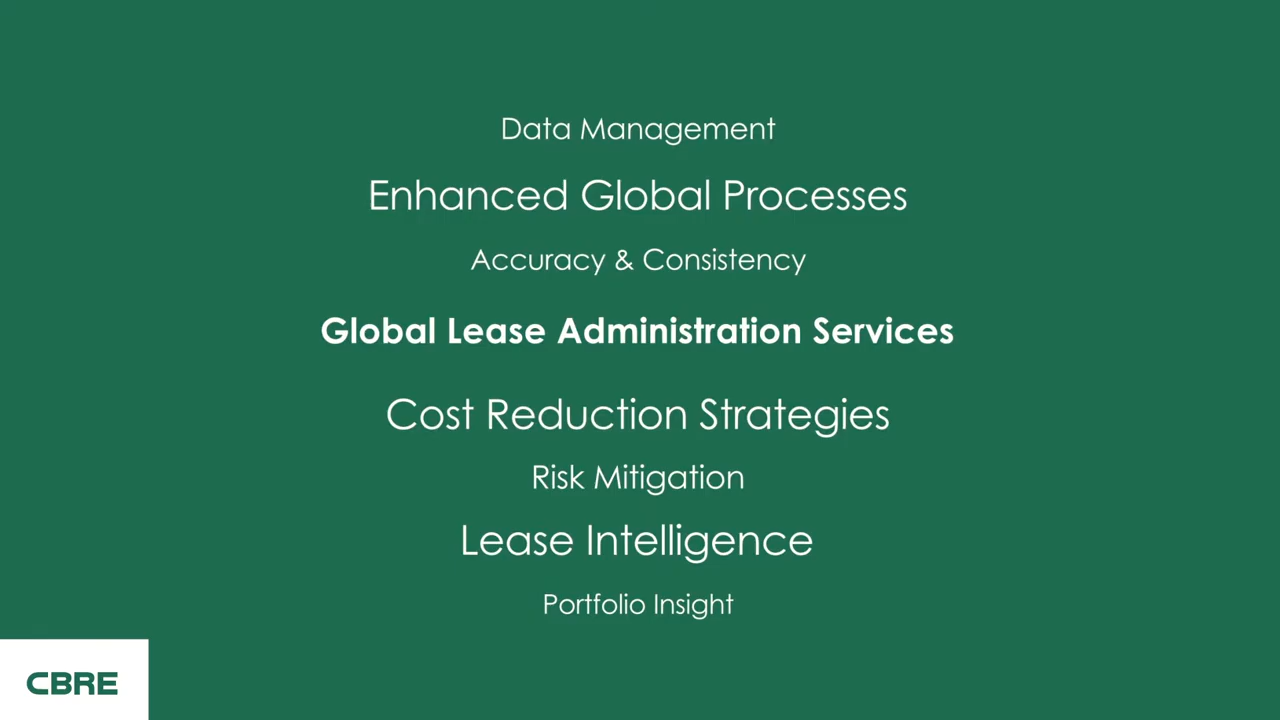 Data Management
Enhanced Global Processes
Accuracy & Consistency
Global Lease Administration Services
Cost Reduction Strategies
Risk Mitigation
Lease Intelligence
Portfolio Insight
CBRE